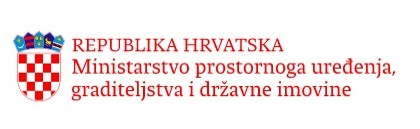 REPUBLIKA HRVATSKA
Ministarstvo prostornoga uređenja,
graditeljstva i državne imovine